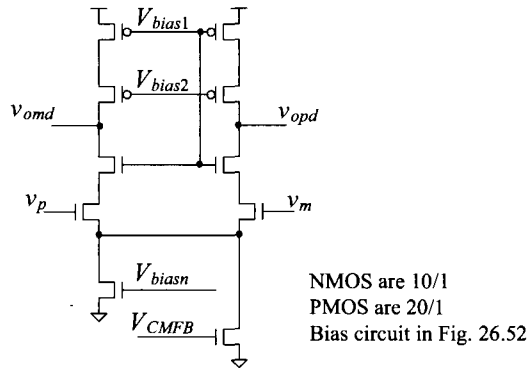 V_bias1
V_bias2
v_omd
v_opd
v_p
v_m
V_biasn
V_CMFB
NMOS are 10/1
PMOS are 20/1
Bias circuit in Fig. 26.52